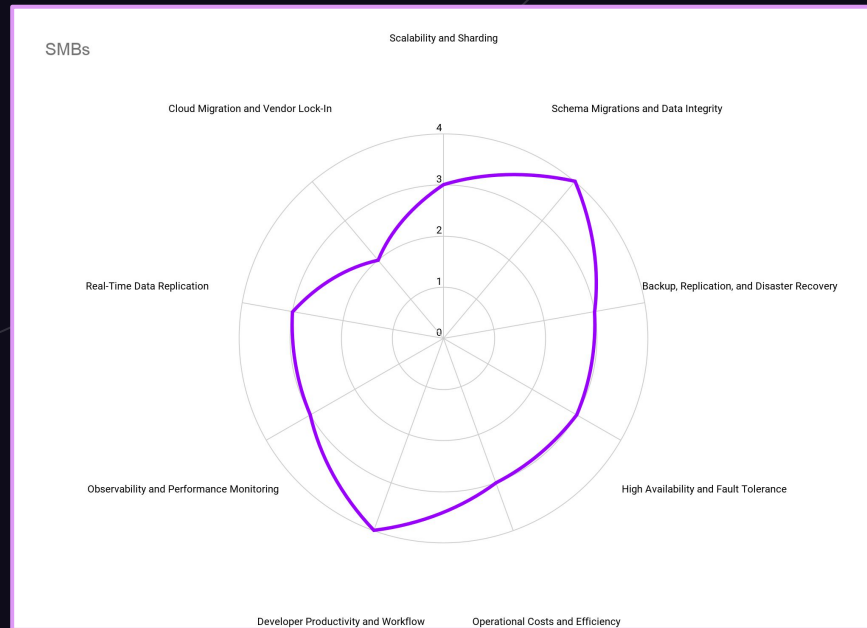 SMBs
Scalability and Sharding
Cloud Migration and Vendor Lock-In
Schema Migrations and Data Integrity
4
3
2
1
0
Real-Time Data Replication
Backup, Replication, and Disaster Recovery
Observability and Performance Monitoring
High Availability and Fault Tolerance
Developer Productivity and Workflow
Operational Costs and Efficiency